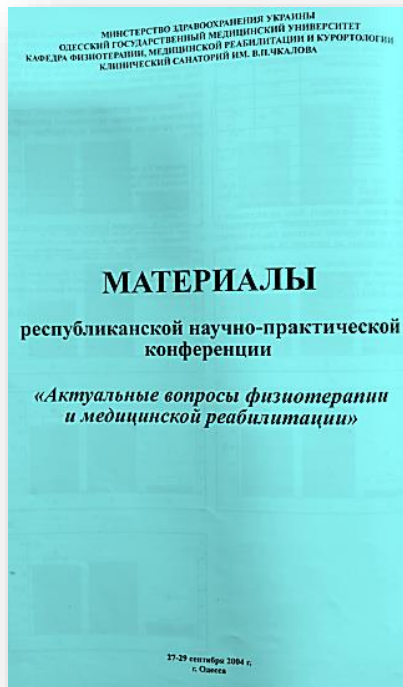 МИНИСТЕРСТВО ЗДРАВООХРАНЕНИЯ УКРАИНЫ
ОДЕССКИЙ ГОСУДАРСТВЕННЫЙ МЕДИЦИНСКИЙ УНИВЕРСИТЕТ
КАФЕДРА ФИЗИОТЕРАПИИ, МЕДИЦИНСКОЙ РЕАБИЛИТАЦИИ И КУРОРТОЛОГИИ
КЛИНИЧЕСКИЙ САНАТОРИЙ ИМ. В.П.ЧКАЛОВА
МАТЕРИАЛЫ
республиканской научно-практической
конференции
«Актуальные вопросы физиотерапии
и медицинской реабилитации»
27-29 сентября 2004 г.
г. Одесса